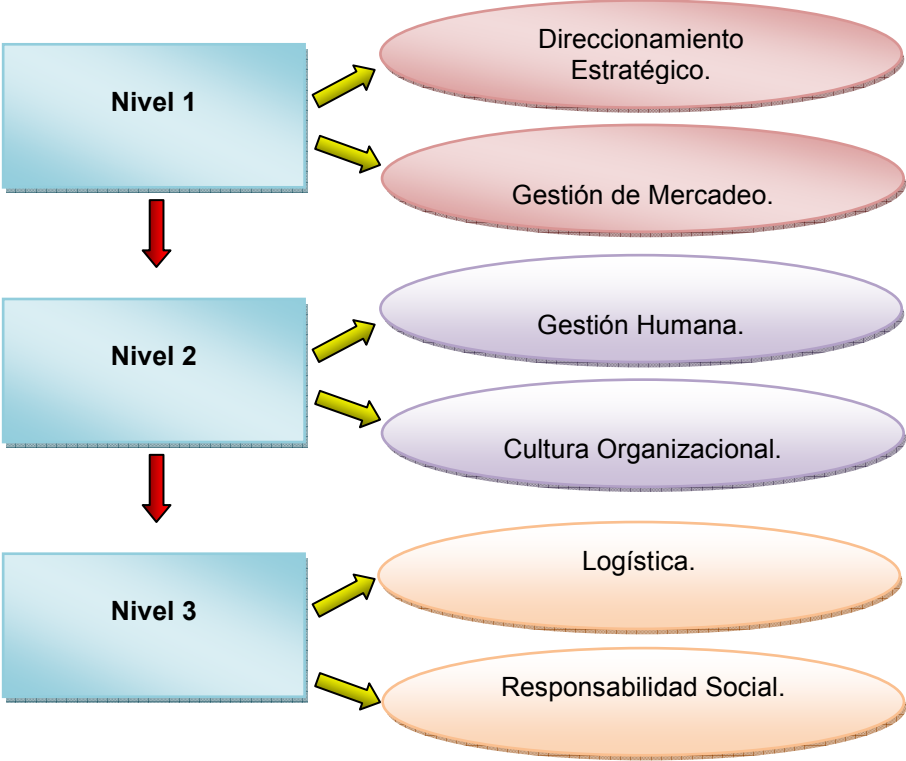 Nivel 1
Direccionamiento
Estratégico.
Gestión de Mercadeo.
Nivel 2
Gestión Humana.
Cultura Organizacional.
Nivel 3
Logística.
Responsabilidad Social.